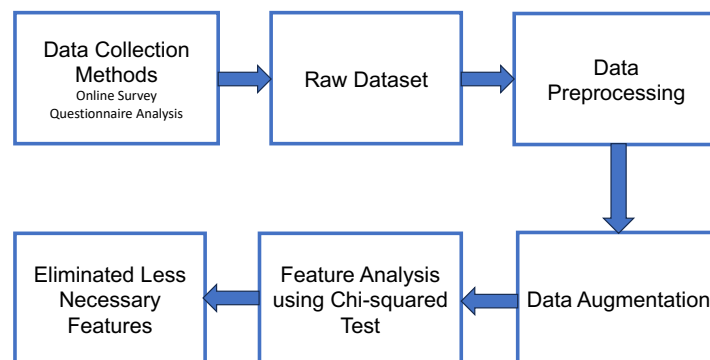 Data Collection
Methods
Online Survey
Questionnaire Analysis
Raw Dataset
Data
Preprocessing
Data Augmentation
Feature Analysis
using Chi-squared
Test
Eliminated Less
Necessary
Features